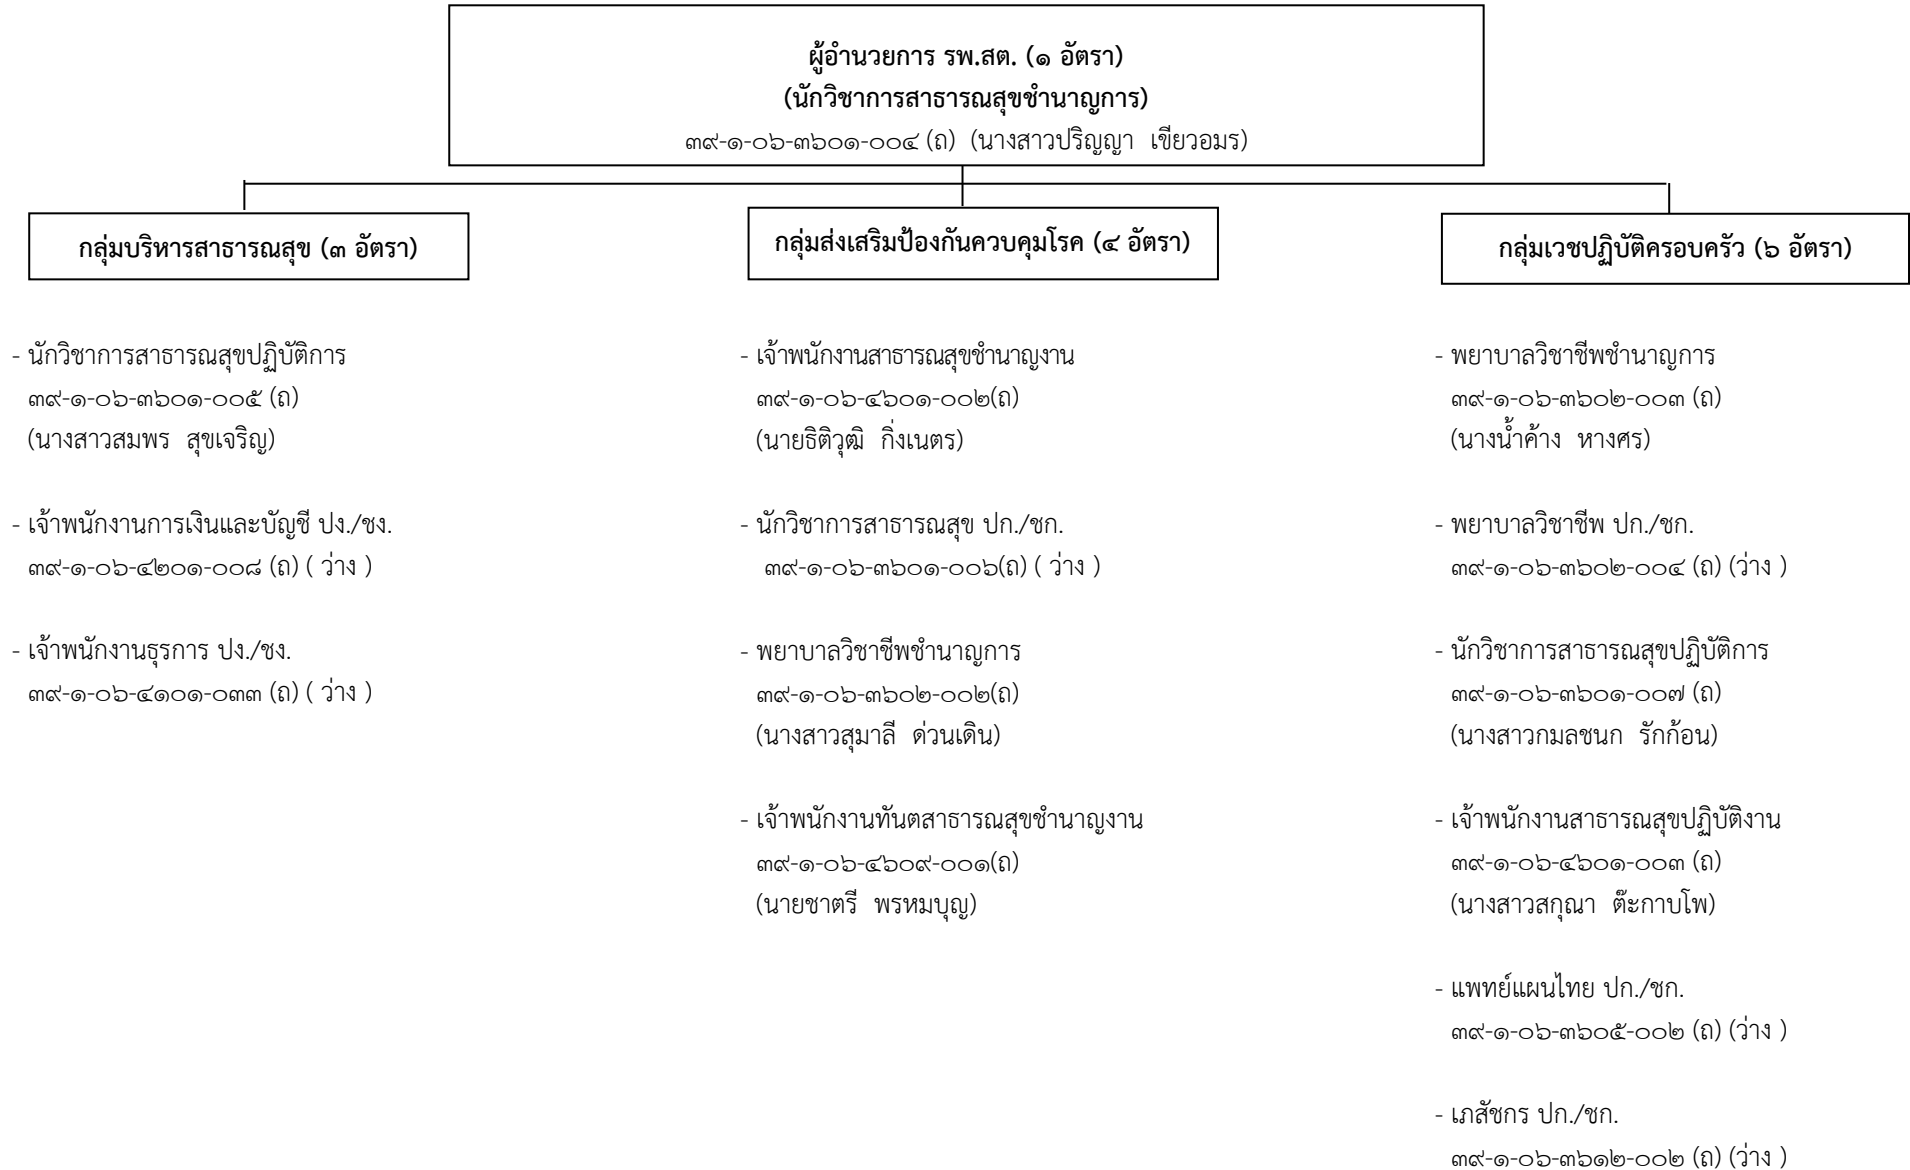 ผู้อำนวยการ รพ.สต. (๑ อัตรา)
(นักวิชาการสาธารณสุขชำนาญการ)
๓๙-๑-๐๖-๓๖๐๑-๐๐๔ (ถ) (นางสาวปริญญา เขียวอมร)
กลุ่มบริหารสาธารณสุข (๓ อัตรา)
- นักวิชาการสาธารณสุขปฏิบัติการ
๓๙-๑-๐๖-๓๖๐๑-๐๐๕ (ถ)
(นางสาวสมพร สุขเจริญ)
- เจ้าพนักงานการเงินและบัญชี ปง./ชง.
๓๙-๑-๐๖-๔๒๐๑-๐๐๘ (ถ) ( ว่าง )
- เจ้าพนักงานธุรการ ปง./ชง.
๓๙-๑-๐๖-๔๑๐๑-๐๓๓ (ถ) ( ว่าง )
กลุ่มส่งเสริมป้องกันควบคุมโรค (๔ อัตรา)
- เจ้าพนักงานสาธารณสุขชำนาญงาน
๓๙-๑-๐๖-๔๖๐๑-๐๐๒(ถ)
(นายธิติวุฒิ กิ่งเนตร)
- นักวิชาการสาธารณสุข ปก./ชก.
๓๙-๑-๐๖-๓๖๐๑-๐๐๖(ถ) ( ว่าง )
- พยาบาลวิชาชีพชำนาญการ
๓๙-๑-๐๖-๓๖๐๒-๐๐๒(ถ)
(นางสาวสุมาลี ด่วนเดิน)
- เจ้าพนักงานทันตสาธารณสุขชำนาญงาน
๓๙-๑-๐๖-๔๖๐๙-๐๐๑(ถ)
(นายชาตรี พรหมบุญ)
กลุ่มเวชปฏิบัติครอบครัว (๖ อัตรา)
- พยาบาลวิชาชีพชำนาญการ
๓๙-๑-๐๖-๓๖๐๒-๐๐๓ (ถ)
(นางน้ำค้าง หางศร)
- พยาบาลวิชาชีพ ปก./ชก.
๓๙-๑-๐๖-๓๖๐๒-๐๐๔ (ถ) (ว่าง )
- นักวิชาการสาธารณสุขปฏิบัติการ
๓๙-๑-๐๖-๓๖๐๑-๐๐๗ (ถ)
(นางสาวกมลชนก รักก้อน)
- เจ้าพนักงานสาธารณสุขปฏิบัติงาน
๓๙-๑-๐๖-๔๖๐๑-๐๐๓ (ถ)
(นางสาวสกุณา ต๊ะกาบโพ)
- แพทย์แผนไทย ปก./ชก.
๓๙-๑-๐๖-๓๖๐๕-๐๐๒ (ถ) (ว่าง )
- เภสัชกร ปก./ชก.
๓๙-๑-๐๖-๓๖๑๒-๐๐๒ (ถ) (ว่าง )